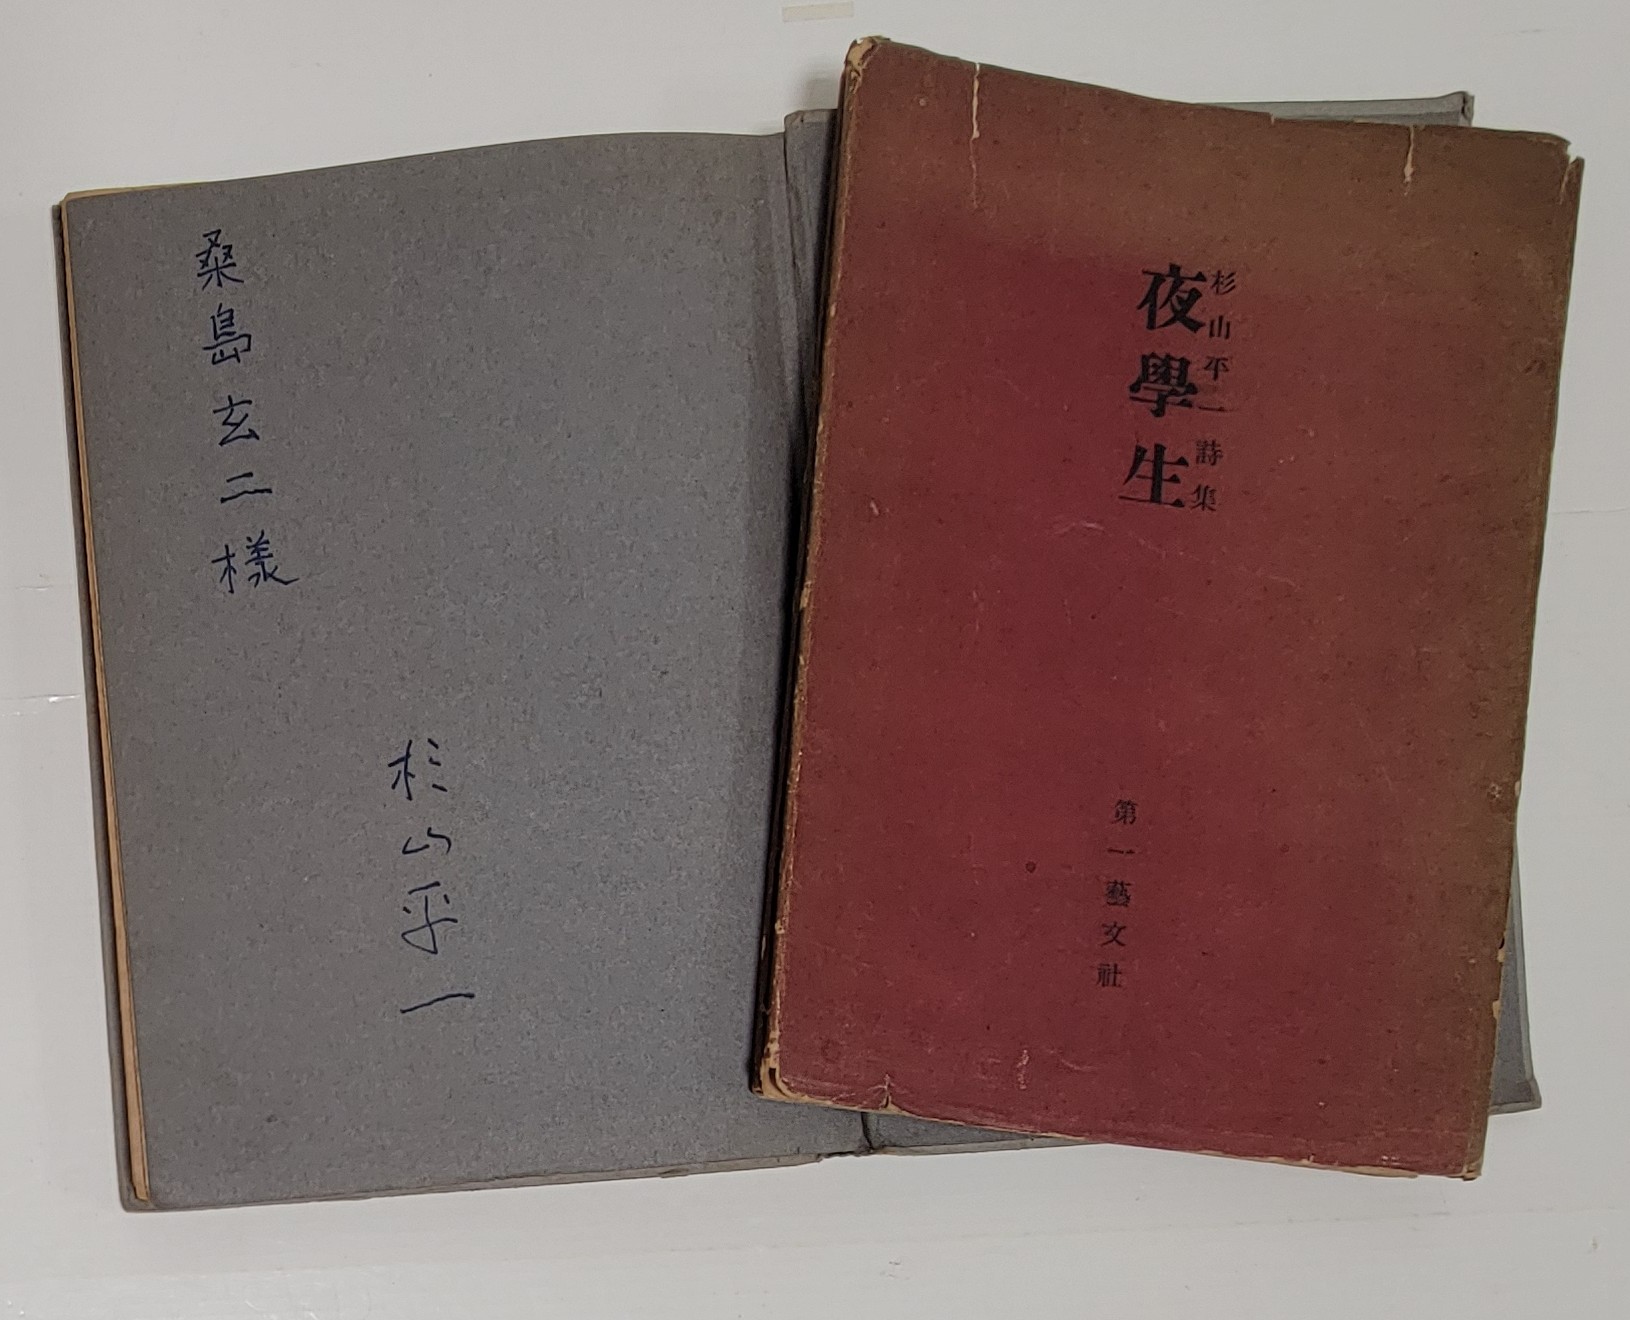 杉山平一詩集
夜學生
第一藝文社
桑島玄二様
杉山平一